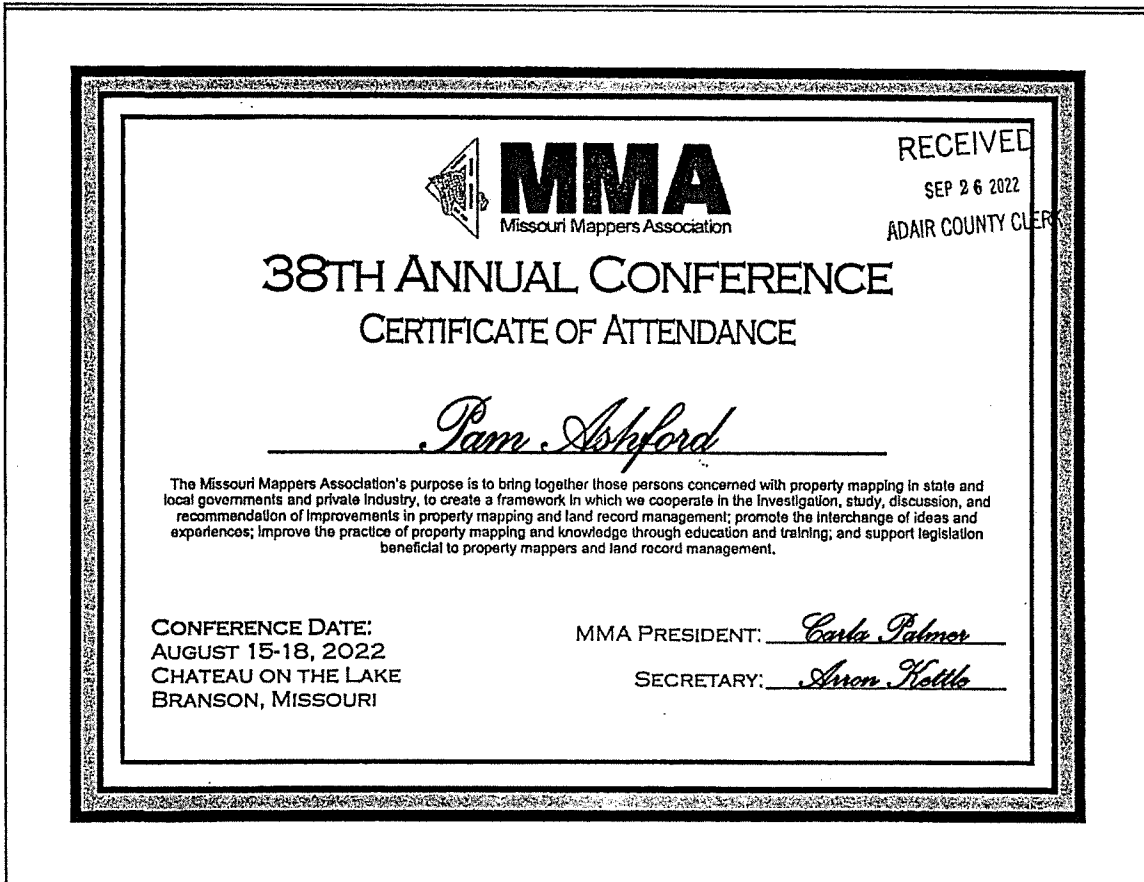 MMA
Missouri Mappers Association
RECEIVED
SEP 26 2022
ADAIR COUNTY CLERK
38TH ANNUAL CONFERENCE
CERTIFICATE OF ATTENDANCE
Pam Ashford
The Missouri Mappers Association's purpose is to bring together those persons concerned with property mapping in state and
local governments and private industry, to create a framework in which we cooperate in the investigation, study, discussion, and
recommendation of improvements in property mapping and land record management; promote the interchange of ideas and
experiences; improve the practice of property mapping and knowledge through education and training; and support legislation
beneficial to property mappers and land record management.
CONFERENCE DATE:
AUGUST 15-18, 2022
CHATEAU ON THE LAKE
BRANSON, MISSOURI
MMA PRESIDENT: Carla Palmer
SECRETARY: Arron Kettle